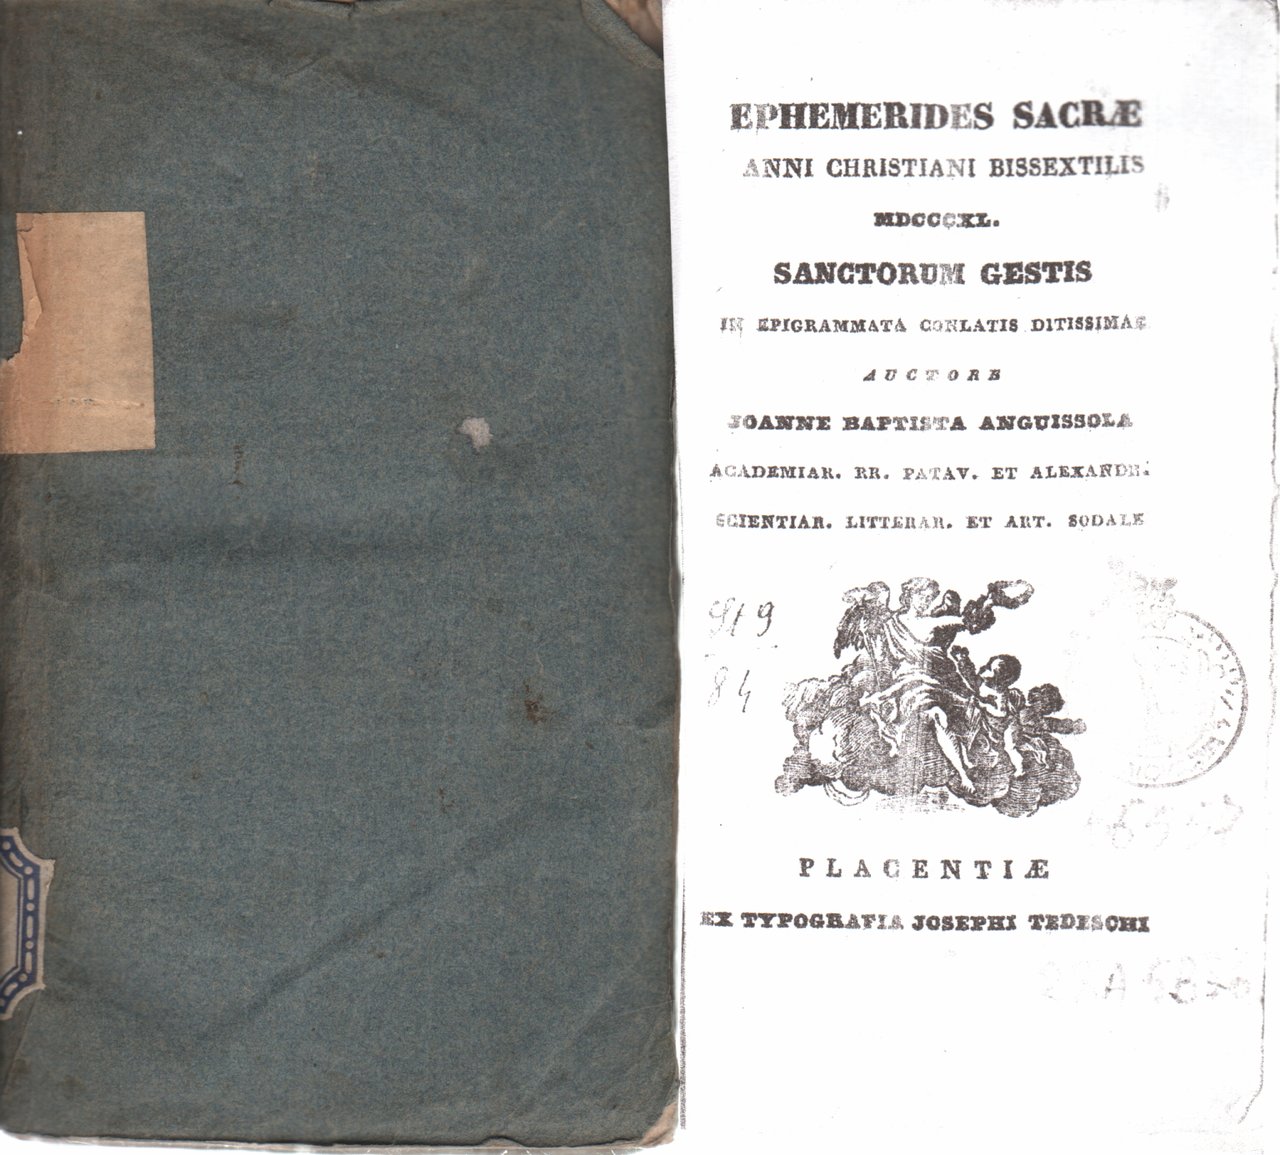 EPHEMERIDES SACRÆ
ANNI CHRISTIANI BISSEXTILIS
MDCCCXL.
SANCTORUM GESTIS
IN EPIGRAMMATA CONLATIS DITISSIMAE
AUCTORE
JOANNE BAPTISTA ANGUISSOLA
ACADEMIAR. RR. PATAV. ET ALEXANDR.
SCIENTIAR. LITTERAR. ET ART. SODALE
84
PLACENTIÆ
EX TYPOGRAFIA JOSEPHI TEDESCHI